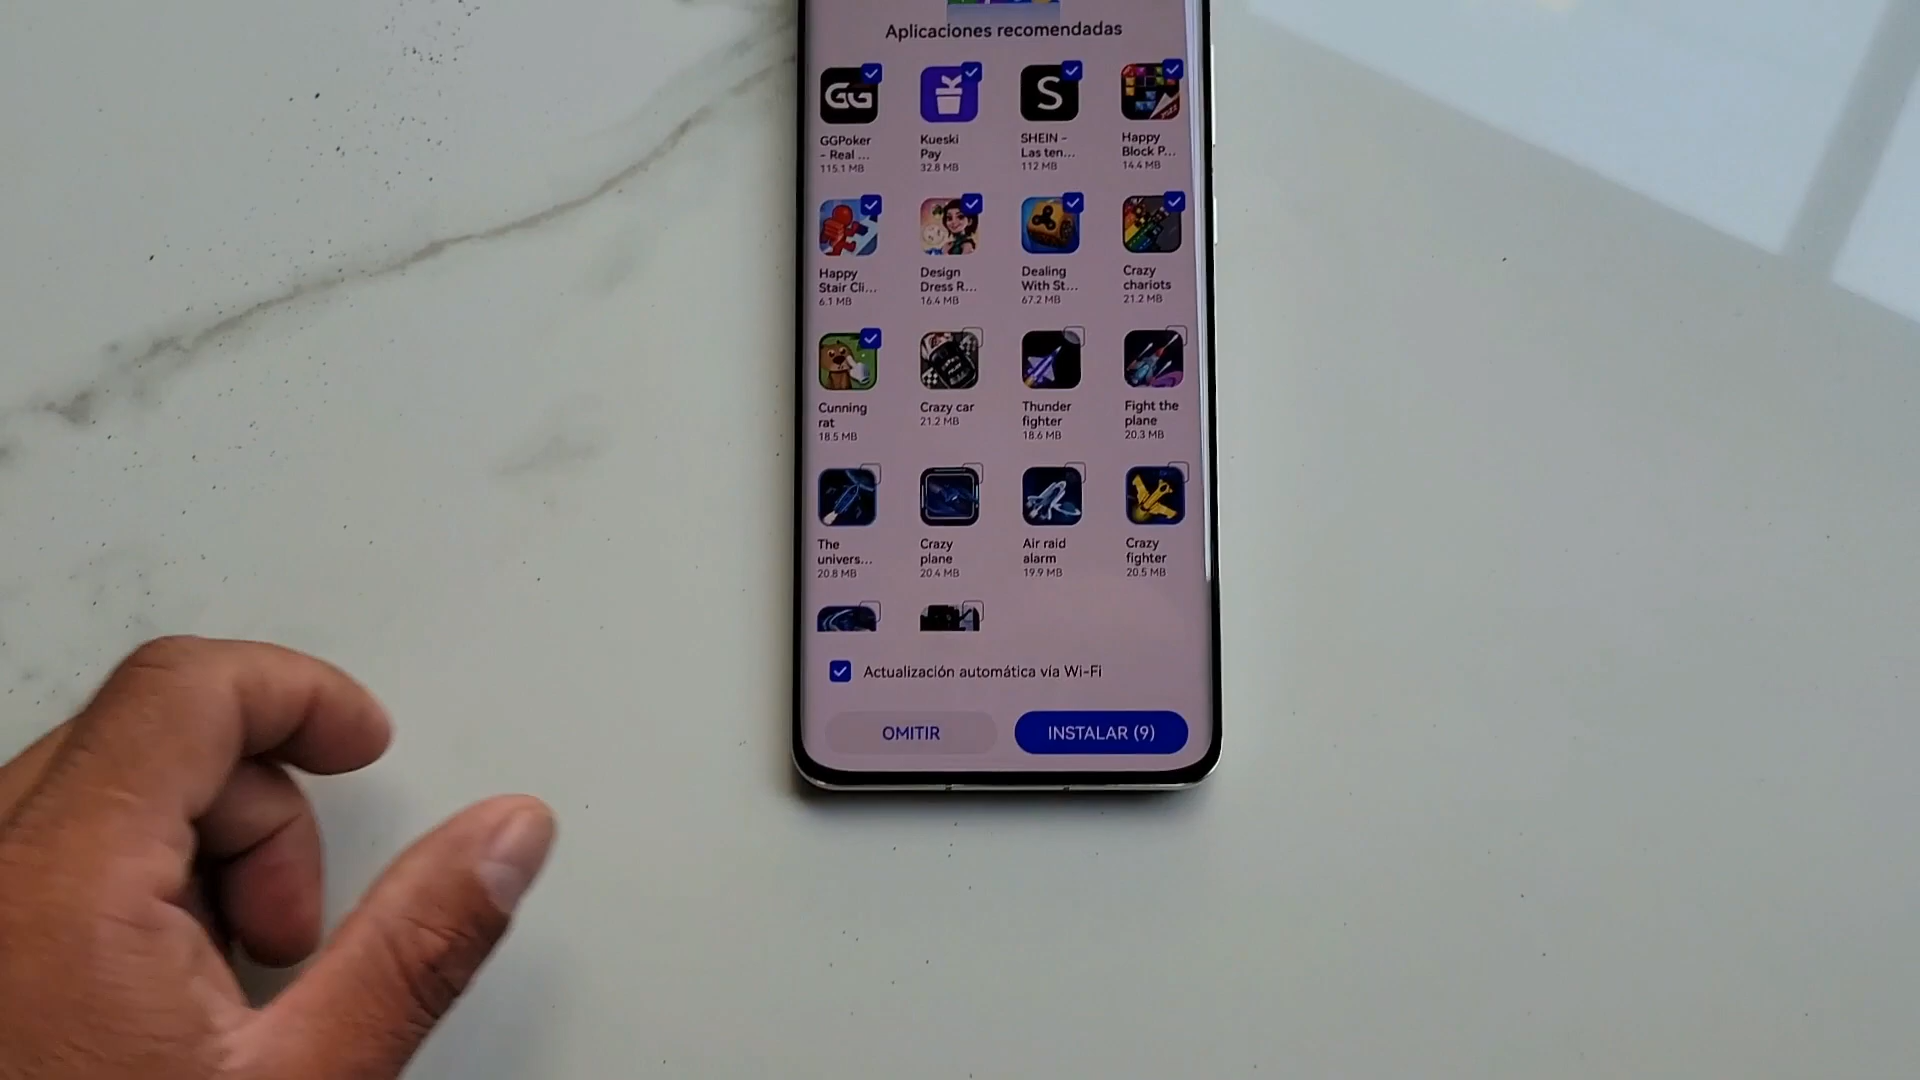 Aplicaciones recomendadas
GG
S
2022
GGPoker
- Real ...
115.1 MB
Kueski
Pay
32.8 MB
SHEIN -
Las ten...
112 MB
Happy
Block P...
14.4 MB
Happy
Stair Cli...
6.1 MB
Design
Dress R...
16.4 MB
Dealing
With St...
67.2 MB
Crazy
chariots
21.2 MB
Cunning
rat
18.5 MB
Crazy car
21.2 MB
Thunder
fighter
18.6 MB
Fight the
plane
20.3 MB
The
univers...
20.8 MB
Crazy
plane
20.4 MB
Air raid
alarm
19.9 MB
Crazy
fighter
20.5 MB
Actualización automática vía Wi-Fi
OMITIR
INSTALAR (9)